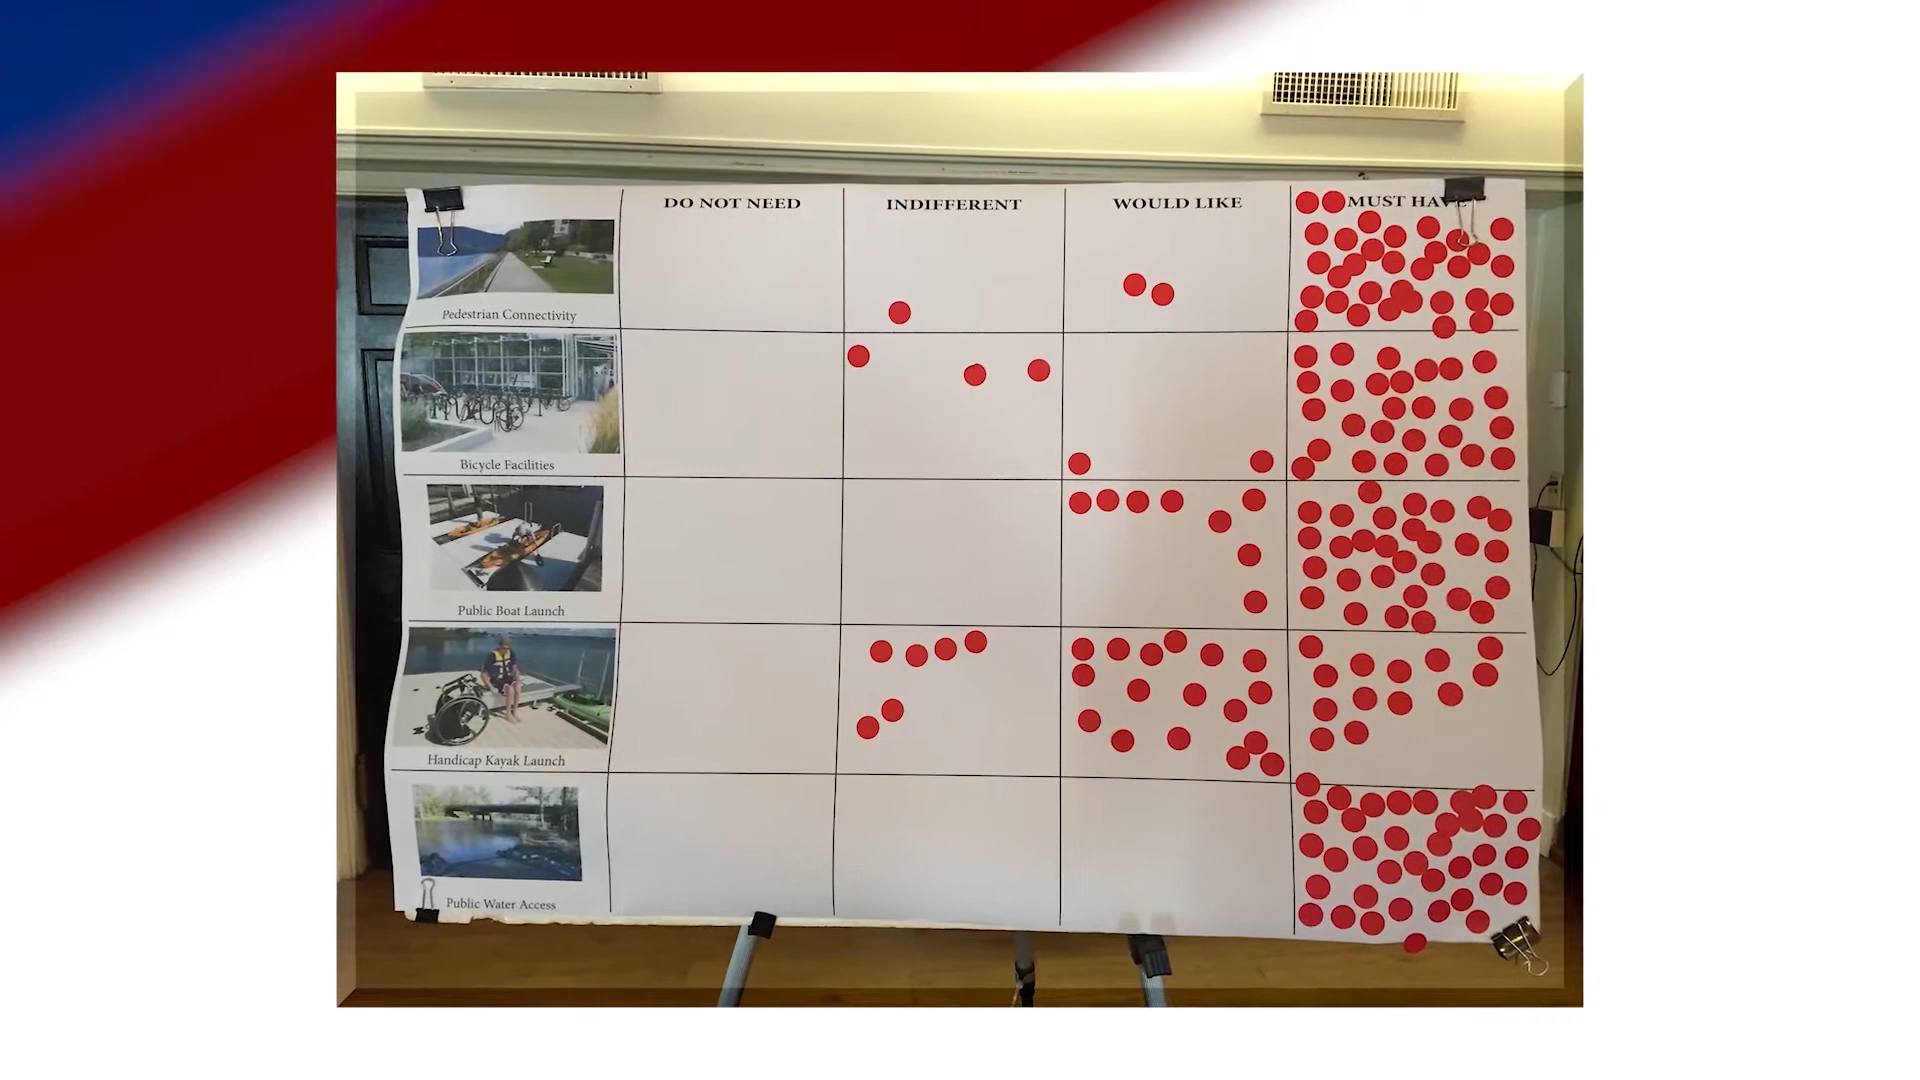 DO NOT NEED
INDIFFERENT
WOULD LIKE
MUST HAVE
Pedestrian Connectivity
Bicycle Facilities
Public Boat Launch
Handicap Kayak Launch
Public Water Access